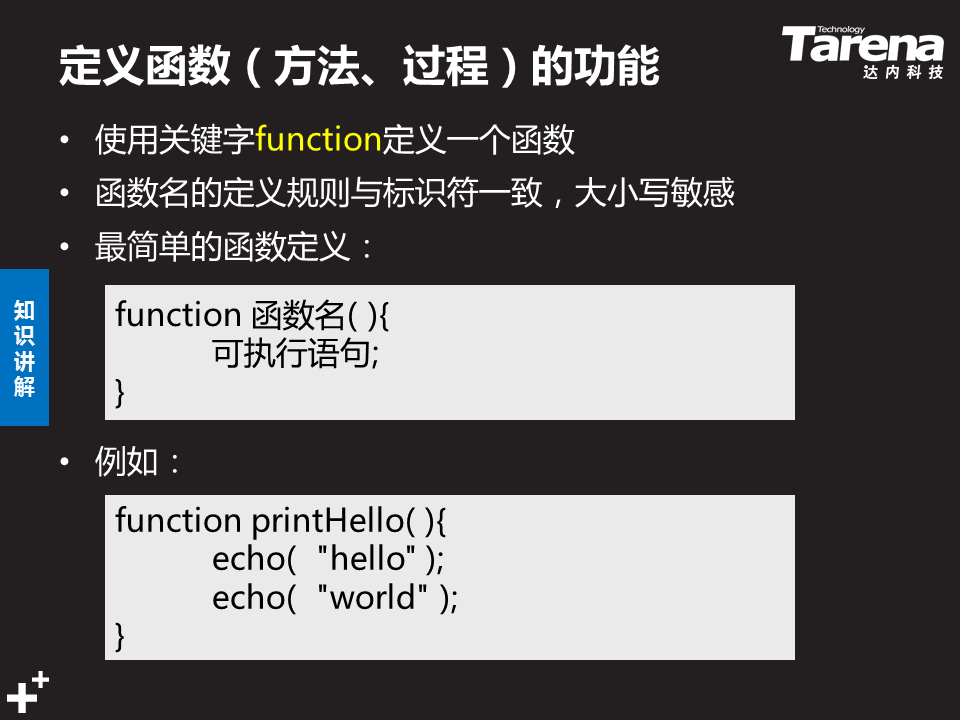 定义函数（方法、过程）的功能
Technology
Tarena
达内科技
• 使用关键字function定义一个函数
• 函数名的定义规则与标识符一致，大小写敏感
• 最简单的函数定义：
知识讲解
function 函数名( ){
可执行语句;
}
• 例如：
function printHello( ){
echo( "hello" );
echo( "world" );
}